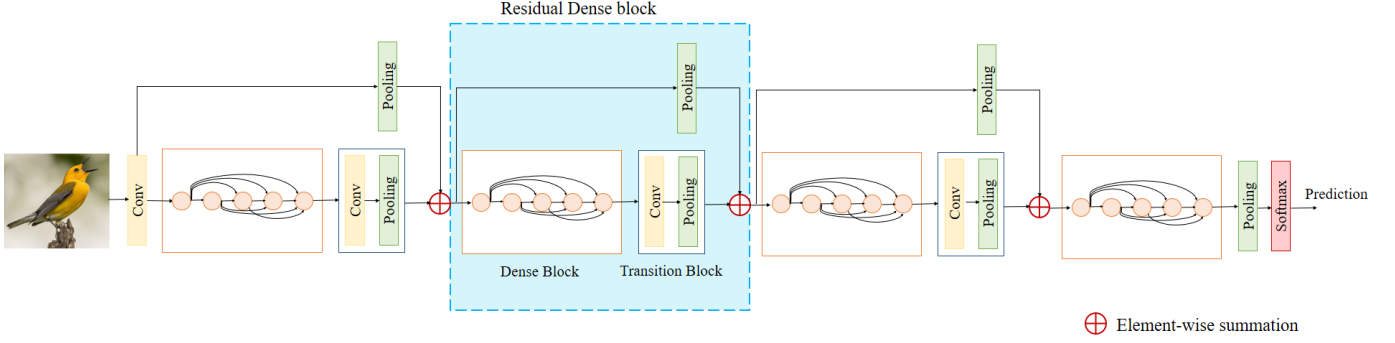 Residual Dense block
Pooling
Pooling
Pooling
Conv
Conv
Pooling
Conv
Pooling
Conv
Pooling
Pooling
Softmax
Prediction
Dense Block
Transition Block
Element-wise summation